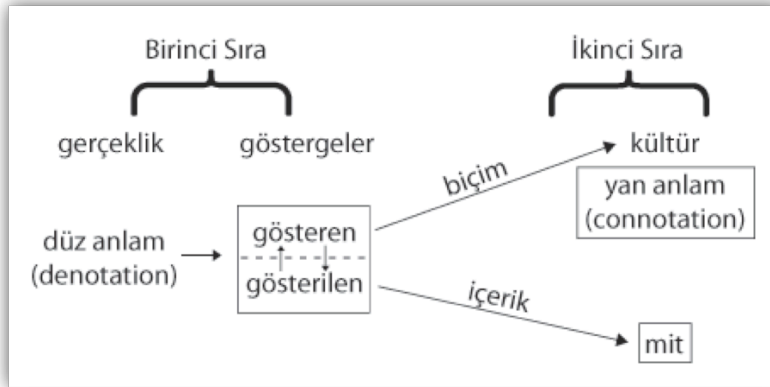 Birinci Sıra
İkinci Sıra
gerçeklik
göstergeler
kültür
biçim
yan anlam
(connotation)
düz anlam
(denotation)
gösteren
gösterilen
içerik
mit